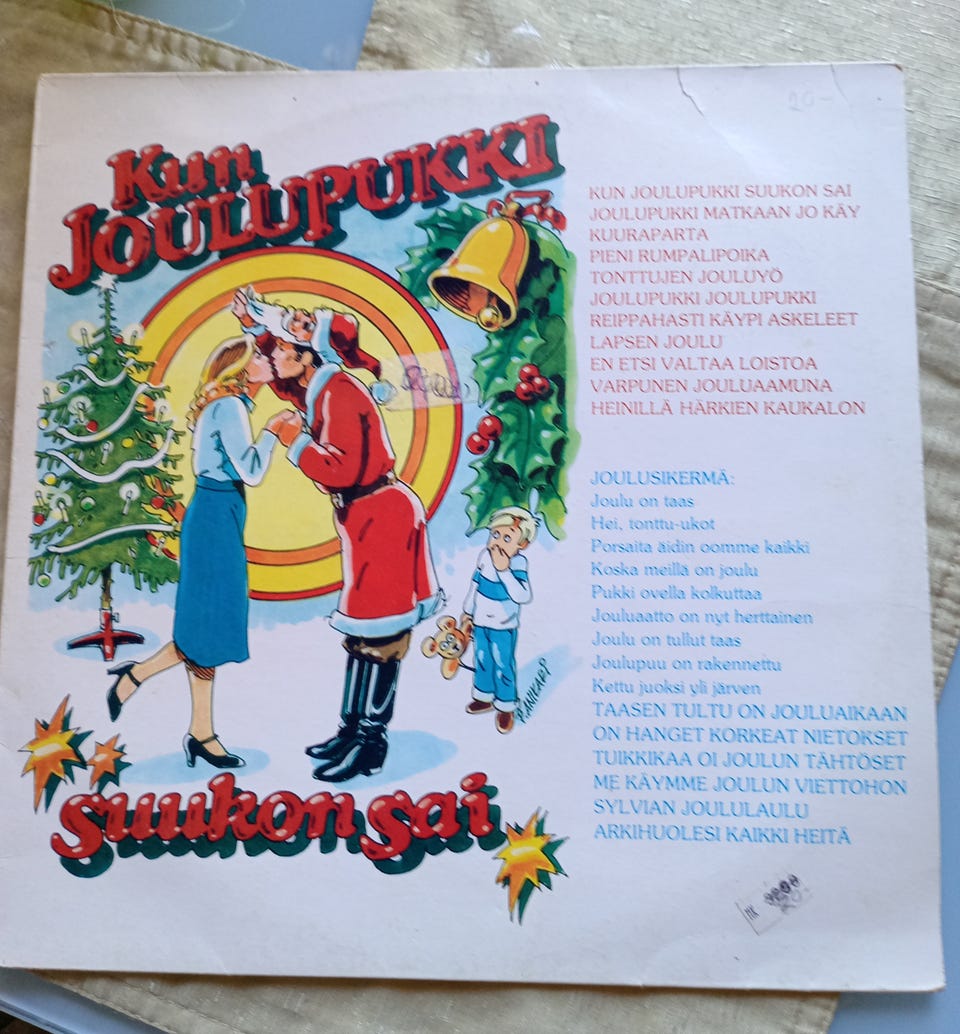 Kun
JOULUPUKKI
suukon sai
KUN JOULUPUKKI SUUKON SAI
JOULUPUKKI MATKAAN JO KÄY
KUURAPARTA
PIENI RUMPALIPOIKA
TONTTUJEN JOULUYÖ
JOULUPUKKI JOULUPUKKI
REIPPAHASTI KÄYPI ASKELEET
LAPSEN JOULU
EN ETSI VALTAA LOISTOA
VARPUNEN JOULUAAMUNA
HEINILLÄ HÄRKIEN KAUKALON
JOULUSIKERMÄ:
Joulu on taas
Hei, tonttu-ukot
Porsaita äidin oomme kaikki
Koska meillä on joulu
Pukki ovella kolkuttaa
Jouluaatto on nyt herttainen
Joulu on tullut taas
Joulupuu on rakennettu
Kettu juoksi yli järven
TAASEN TULTU ON JOULUAIKAAN
ON HANGET KORKEAT NIETOKSET
TUIKKIKAA OI JOULUN TÄHTÖSET
ME KÄYMME JOULUN VIETTOHON
SYLVIAN JOULULAULU
ARKIHUOLESI KAIKKI HEITÄ
20-